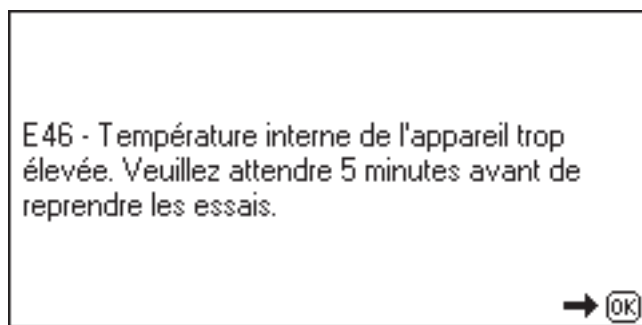 E46 - Température interne de l'appareil trop
élevée. Veuillez attendre 5 minutes avant de
reprendre les essais.
OK